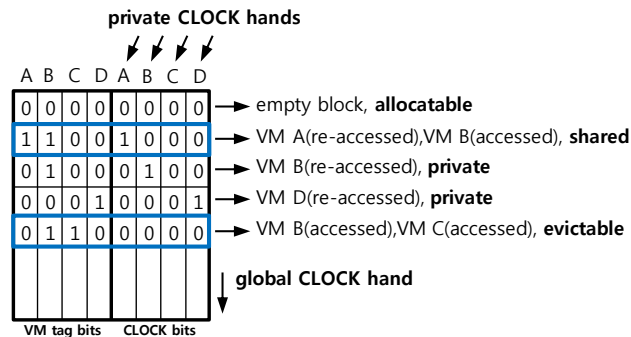 private CLOCK hands
A B C D A B C D
0 0 0 0 0 0 0 0 empty block, allocatable
1 1 0 0 1 0 0 0 VM A(re-accessed),VM B(accessed), shared
0 1 0 0 0 1 0 0 VM B(re-accessed), private
0 0 0 1 0 0 0 1 VM D(re-accessed), private
0 1 1 0 0 0 0 0 VM B(accessed),VM C(accessed), evictable
global CLOCK hand
VM tag bits CLOCK bits